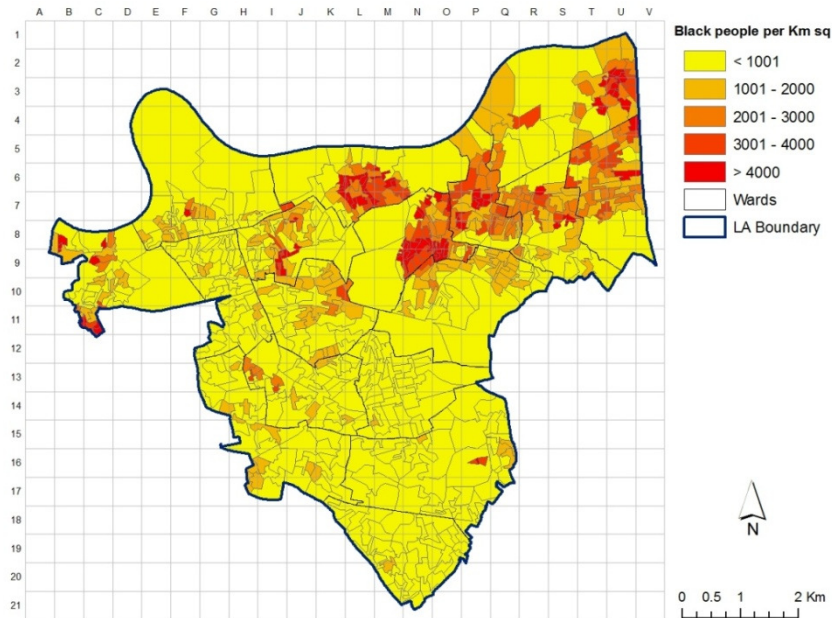 A B C D E F G H I J K L M N O P Q R S T U V
1
2
3
4
5
6
7
8
9
10
11
12
13
14
15
16
17
18
19
20
21
Black people per Km sq
< 1001
1001 - 2000
2001 - 3000
3001 - 4000
> 4000
Wards
LA Boundary
N
0 0.5 1 2 Km